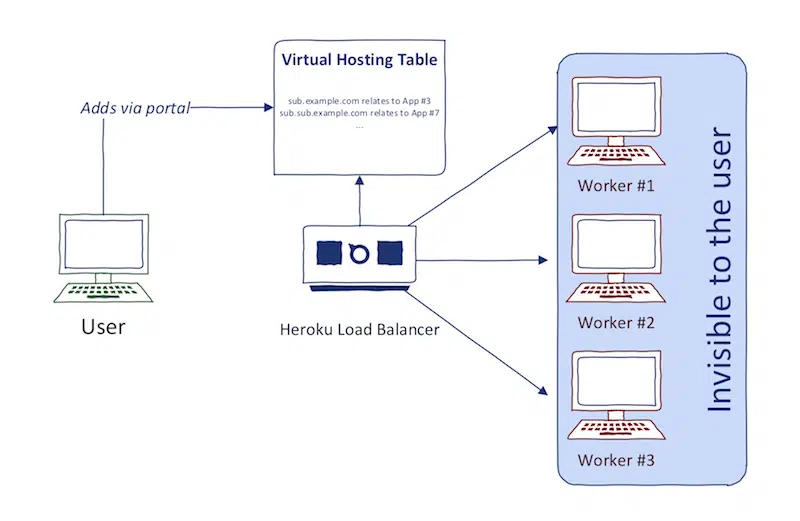 Virtual Hosting Table
sub.example.com relates to App #3
sub.sub.example.com relates to App #7
...
Adds via portal
User
Heroku Load Balancer
Worker #1
Worker #2
Worker #3
Invisible to the user